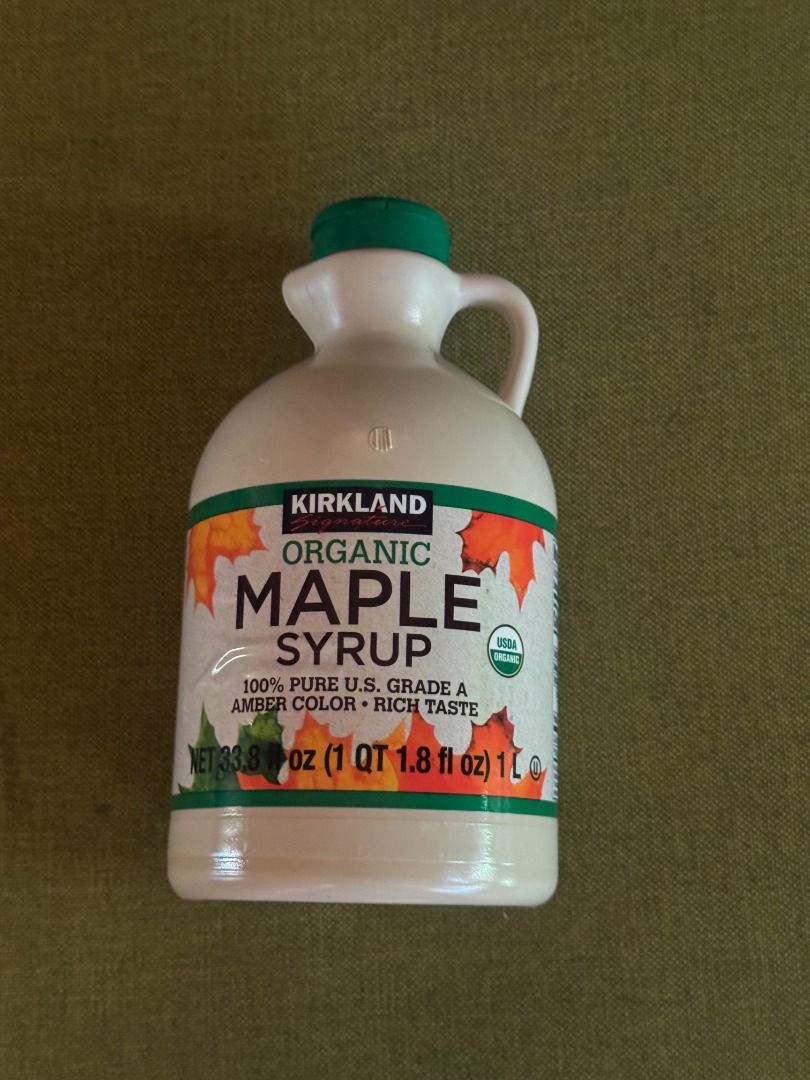 KIRKLAND
Signature
ORGANIC
MAPLE
SYRUP
USDA
ORGANIC
100% PURE U.S. GRADE A
AMBER COLOR • RICH TASTE
NET 33.8 fl oz (1 QT 1.8 fl oz) 1 L U